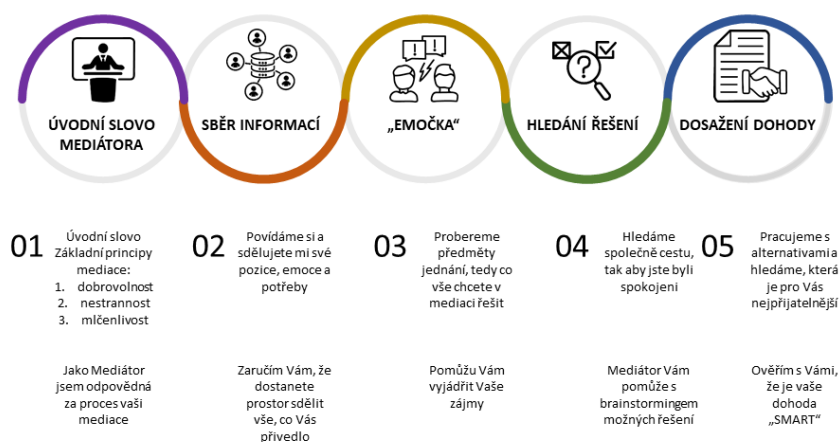 ÚVODNÍ SLOVO
MEDIÁTORA
SBĚR INFORMACÍ
„EMOČKA“
HLEDÁNÍ ŘEŠENÍ
DOSAŽENÍ DOHODY
01
Úvodní slovo
Základní principy
mediace:
1. dobrovolnost
2. nestrannost
3. mlčenlivost
02
Povídáme si a
sdělujete mi své
pozice, emoce a
potřeby
03
Probereme
předměty
jednání, tedy co
vše chcete v
mediaci řešit
04
Hledáme
společně cestu,
tak aby jste byli
spokojeni
05
Pracujeme s
alternativami a
hledáme, která
je pro Vás
nejpřijatelnější
Jako Mediátor
jsem odpovědná
za proces vaši
mediace
Zaručím Vám, že
dostanete
prostor sdělit
vše, co Vás
přivedlo
Pomůžu Vám
vyjádřit Vaše
zájmy
Mediátor Vám
pomůže s
brainstormingem
možných řešení
Ověřím s Vámi,
že je vaše
dohoda
„SMART“